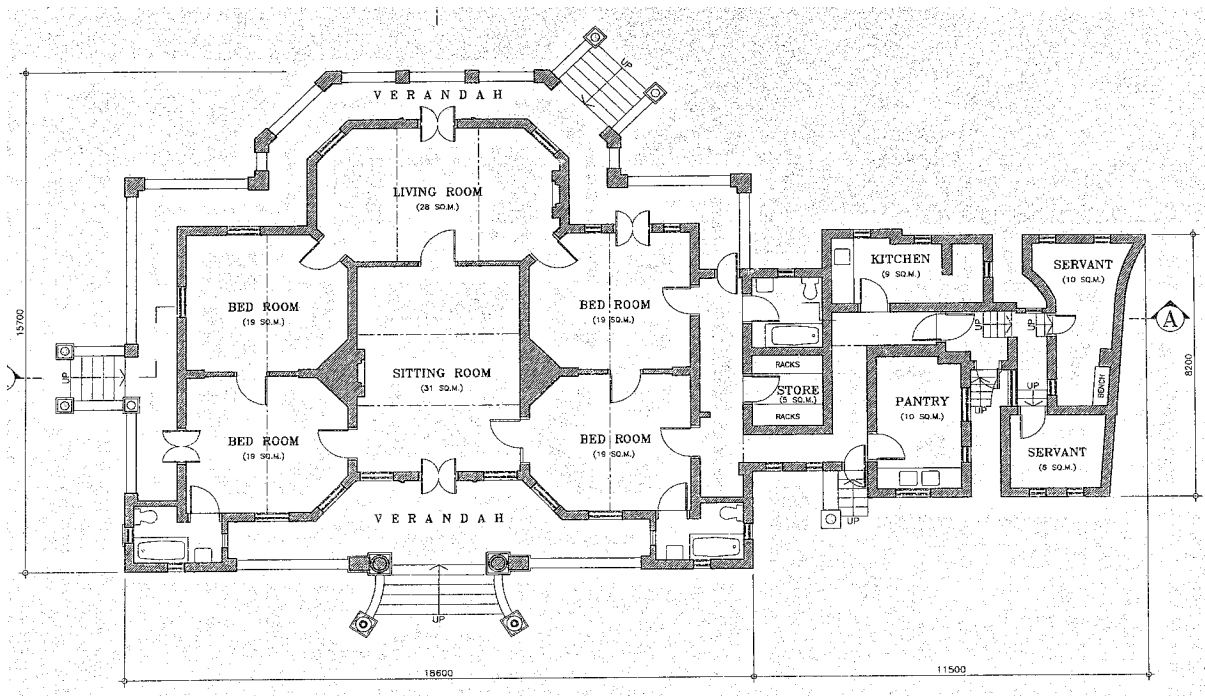 UP
VERANDAH
LIVING ROOM
(28 SQ.M.)
KITCHEN
(9 SQ.M.)
SERVANT
(10 SQ.M.)
BED ROOM
(19 SQ.M.)
BED ROOM
(19 SQ.M.)
A
UP
UP
15700
8200
UP
SITTING ROOM
(31 SQ.M.)
RACKS
STORE
(5 SQ.M.)
RACKS
PANTRY
(10 SQ.M.)
UP
UP
BENCH
BED ROOM
(19 SQ.M.)
BED ROOM
(19 SQ.M.)
SERVANT
VERANDAH
UP
UP
18600
11500